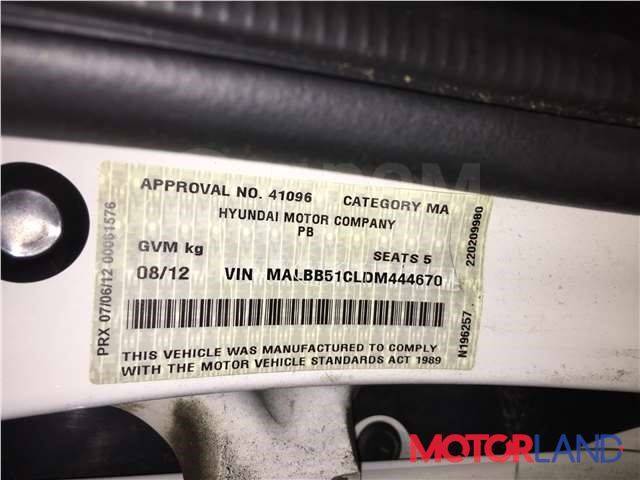 APPROVAL NO. 41096 CATEGORY MA
HYUNDAI MOTOR COMPANY
PB
GVM kg SEATS 5
08/12 VIN MALBB51CLDM444670
THIS VEHICLE WAS MANUFACTURED TO COMPLY
WITH THE MOTOR VEHICLE STANDARDS ACT 1989
PRX 07/06/12 00061576
220209980
N196257
MOTORLAND